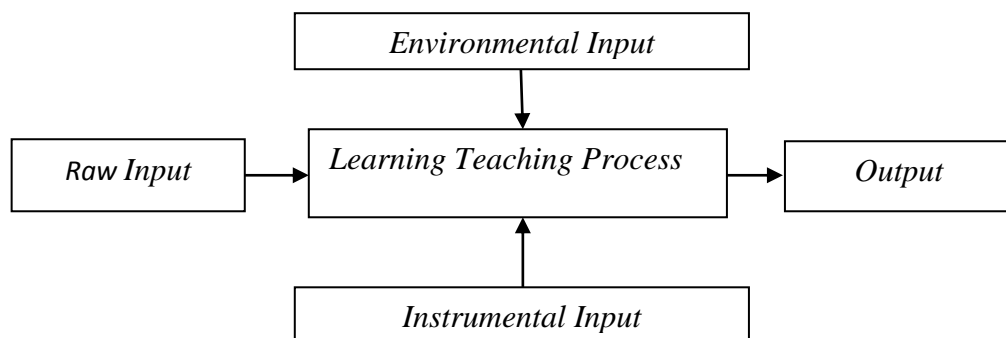 Environmental Input
Raw Input
Learning Teaching Process
Output
Instrumental Input